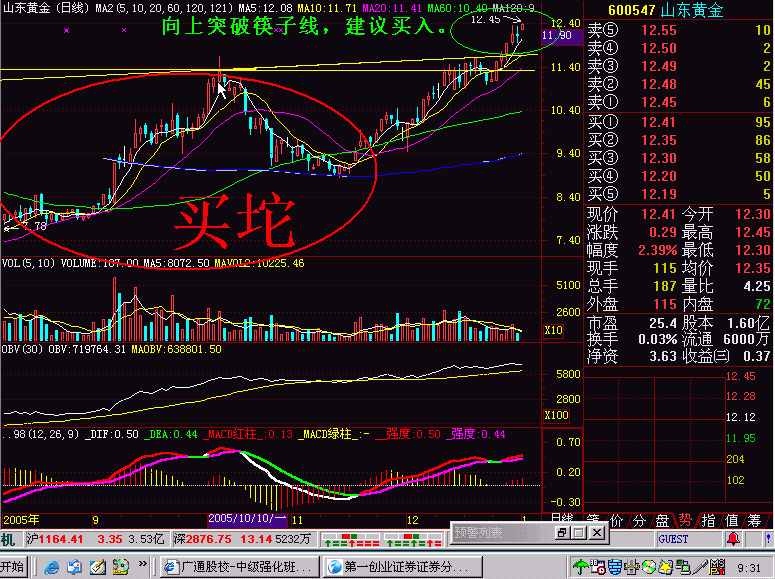 山东黄金 (日线) MA2(5,10,20,60,120,121) MA5:12.08 MA10:11.71 MA20:11.41 MA60:10.40 MA120:9
向上突破筷子线，建议买入。
12.45
12.40
11.90
11.40
10.40
9.40
8.40
7.40
7.78
买坨
VOL(5,10) VOLUME:187.00 MA5:8072.50 MAVOL2:10225.46
5100
2600
X10
OBV(30) OBV:719764.31 MAOBV:638801.50
5800
2800
X100
..98(12,26,9) _DIF:0.50 _DEA:0.44 _MACD红柱_:0.13 _MACD绿柱_:- _强度:0.50 _强度:0.44
0.70
0.20
-0.30
2005年 9 2005/10/10/一 11 12 1 日线
600547 山东黄金
卖⑤ 12.55 10
卖④ 12.50 2
卖③ 12.49 2
卖② 12.48 45
卖① 12.45 6
买① 12.41 95
买② 12.35 86
买③ 12.30 58
买④ 12.20 50
买⑤ 12.19 5
现价 12.41 今开 12.30
涨跌 0.29 最高 12.45
幅度 2.39% 最低 12.30
现手 115 均价 12.35
总手 187 量比 4.25
外盘 115 内盘 72
市盈 25.4 股本 1.60亿
换手 0.03% 流通 6000万
净资 3.63 收益㈢ 0.37
12.45
12.28
12.12
11.95
204
102
笔 价 分 盘 势 指 值 筹
机 沪1164.41 3.35 3.53亿 深2876.75 13.14 5232万
预警列表
GUEST
开始
广通股校-中级强化班...
第一创业证券证券分...
9:31